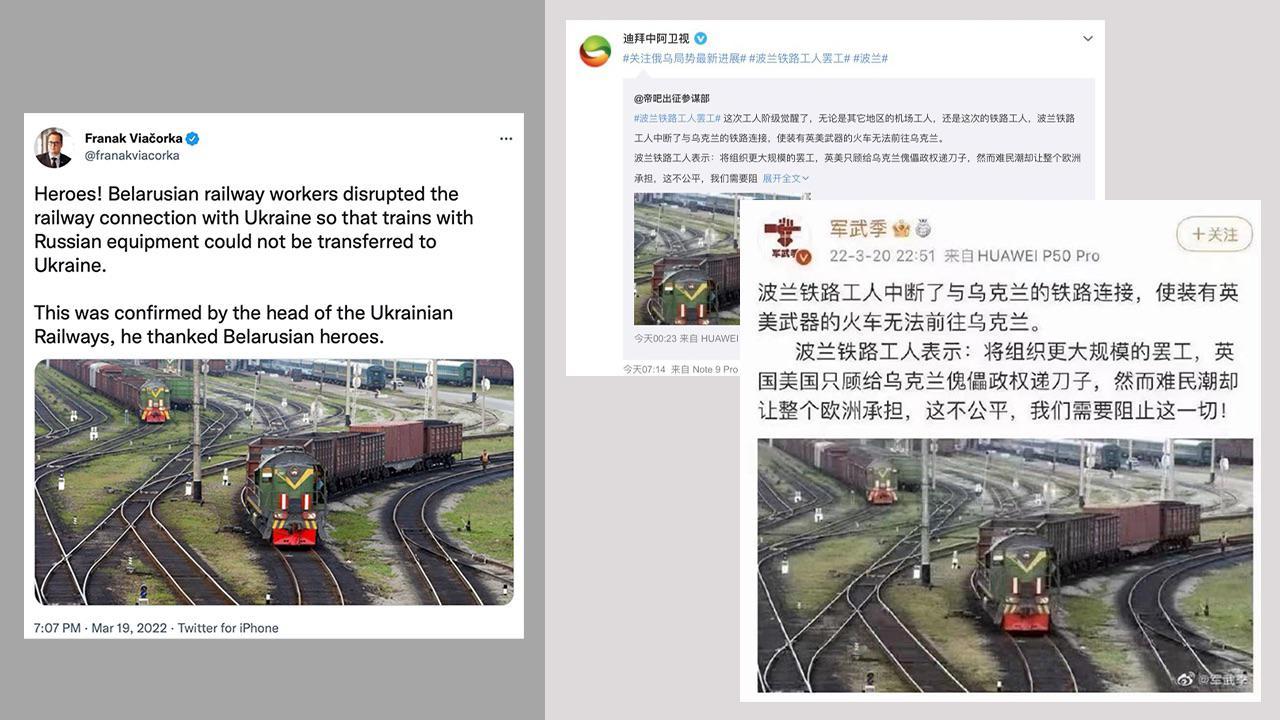 Franak Viačorka
@franakviacorka
Heroes! Belarusian railway workers disrupted the
railway connection with Ukraine so that trains with
Russian equipment could not be transferred to
Ukraine.
This was confirmed by the head of the Ukrainian
Railways, he thanked Belarusian heroes.
7:07 PM · Mar 19, 2022 · Twitter for iPhone
迪拜中阿卫视
#关注俄乌局势最新进展# #波兰铁路工人罢工# #波兰#
@帝吧出征参谋部
#波兰铁路工人罢工# 这次工人阶级觉醒了，无论是其它地区的机场工人，还是这次的铁路工人，波兰铁路
工人中断了与乌克兰的铁路连接，使装有英美武器的火车无法前往乌克兰。
波兰铁路工人表示：将组织更大规模的罢工，英美只顾给乌克兰傀儡政权递刀子，然而难民潮却让整个欧洲
承担，这不公平，我们需要阻 展开全文
今天00:23 来自 HUAWEI
今天07:14 来自 Note 9 Pro
军武季
军武季
22-3-20 22:51 来自 HUAWEI P50 Pro
+关注
波兰铁路工人中断了与乌克兰的铁路连接，使装有英
美武器的火车无法前往乌克兰。
波兰铁路工人表示：将组织更大规模的罢工，英
国美国只顾给乌克兰傀儡政权递刀子，然而难民潮却
让整个欧洲承担，这不公平，我们需要阻止这一切！
@军武季